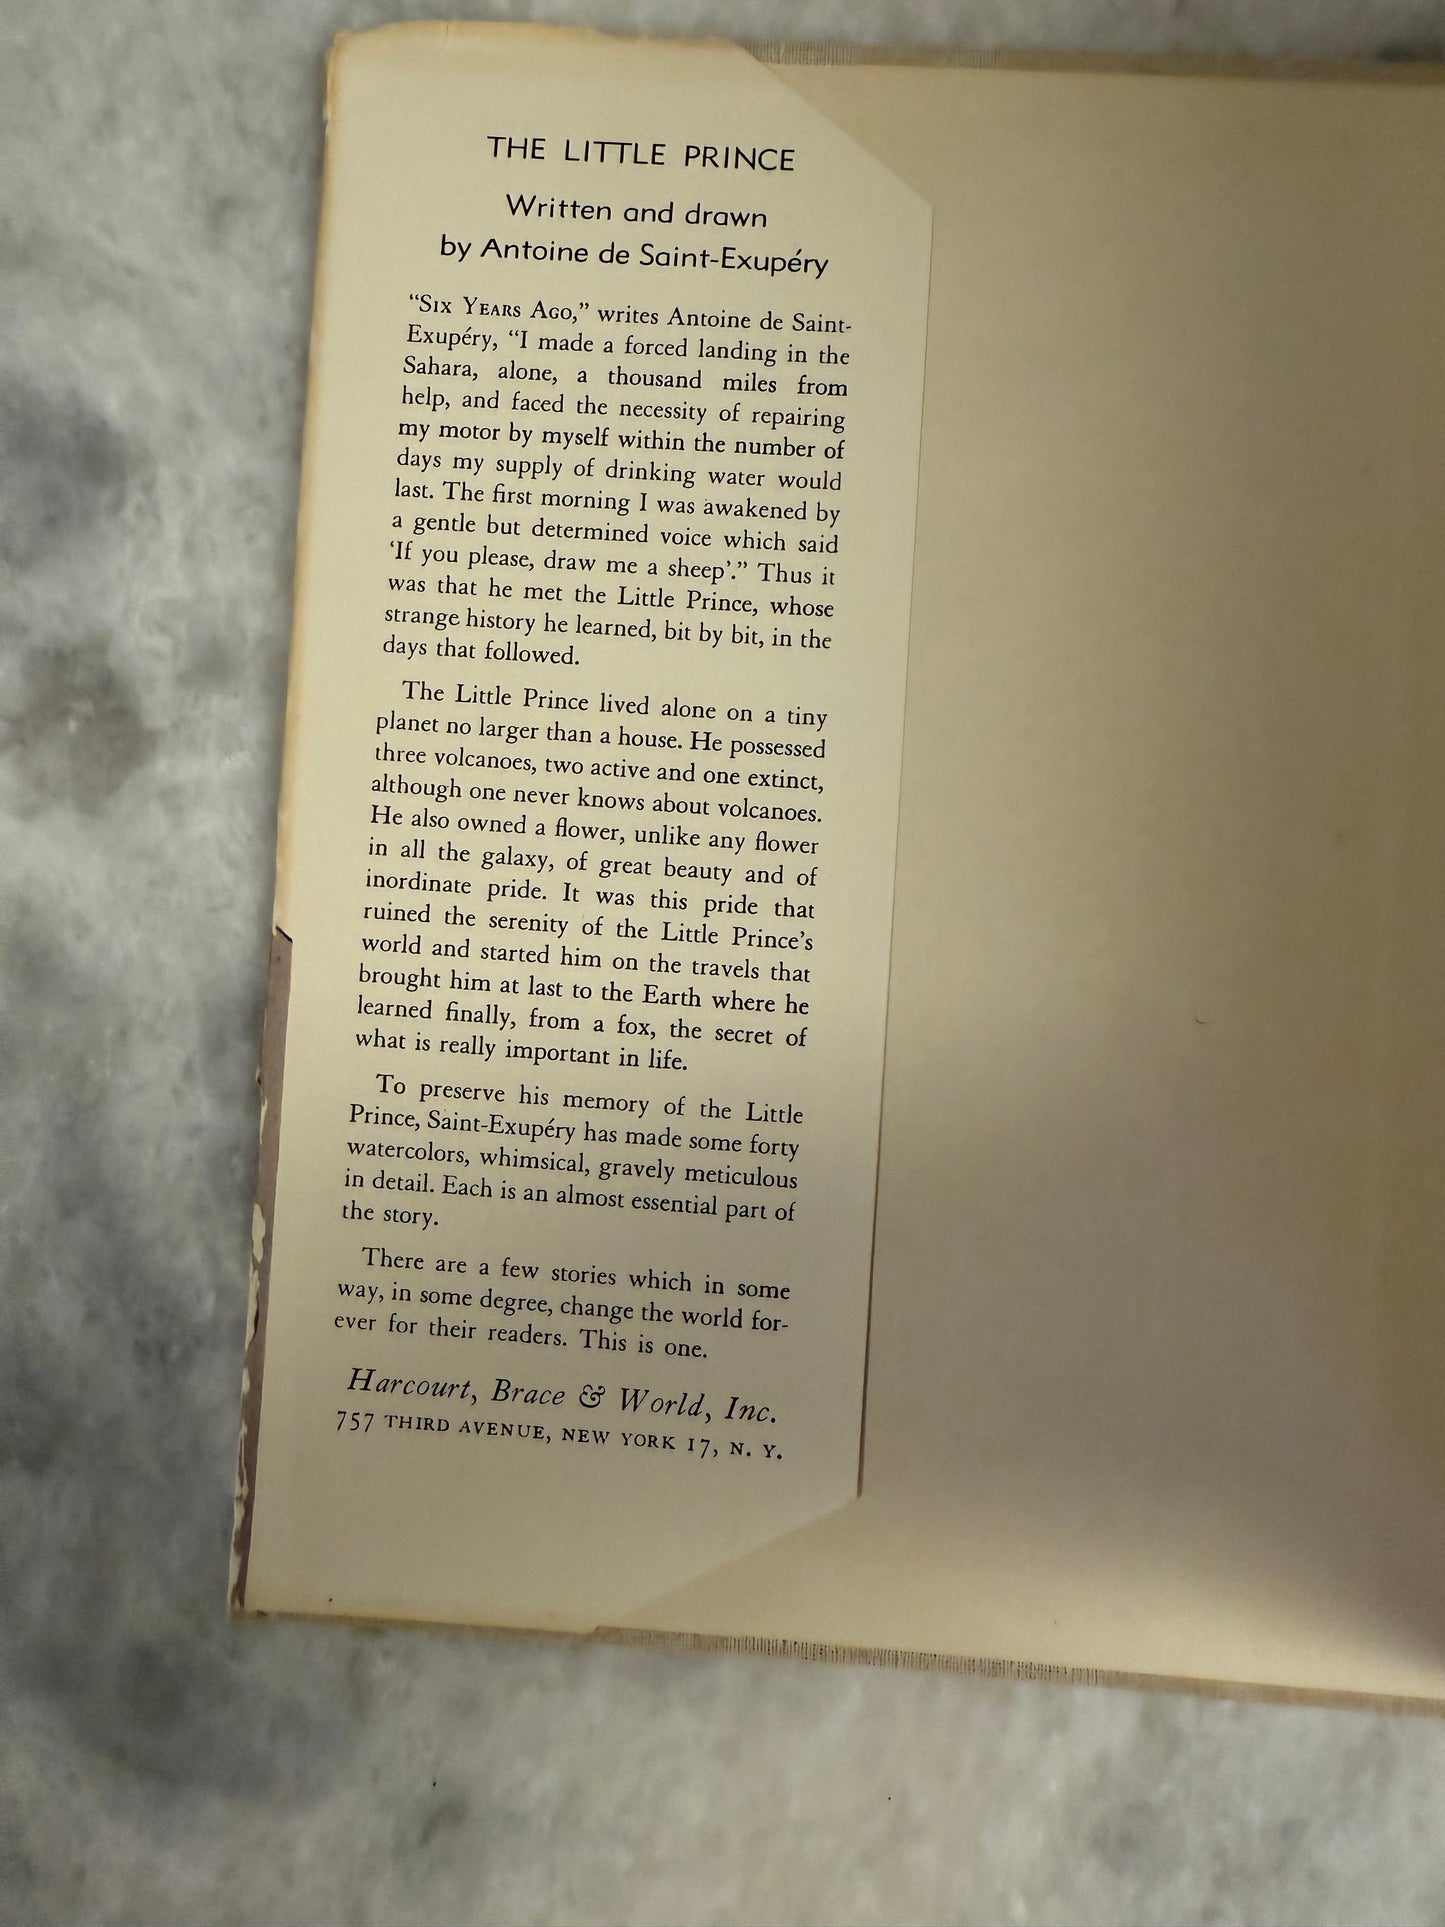 THE LITTLE PRINCE
Written and drawn
by Antoine de Saint-Exupéry
“Six Years Ago,” writes Antoine de Saint-
Exupéry, “I made a forced landing in the
Sahara, alone, a thousand miles from
help, and faced the necessity of repairing
my motor by myself within the number of
days my supply of drinking water would
last. The first morning I was awakened by
a gentle but determined voice which said
‘If you please, draw me a sheep’.” Thus it
was that he met the Little Prince, whose
strange history he learned, bit by bit, in the
days that followed.
The Little Prince lived alone on a tiny
planet no larger than a house. He possessed
three volcanoes, two active and one extinct,
although one never knows about volcanoes.
He also owned a flower, unlike any flower
in all the galaxy, of great beauty and of
inordinate pride. It was this pride that
ruined the serenity of the Little Prince’s
world and started him on the travels that
brought him at last to the Earth where he
learned finally, from a fox, the secret of
what is really important in life.
To preserve his memory of the Little
Prince, Saint-Exupéry has made some forty
watercolors, whimsical, gravely meticulous
in detail. Each is an almost essential part of
the story.
There are a few stories which in some
way, in some degree, change the world for-
ever for their readers. This is one.
Harcourt, Brace & World, Inc.
757 THIRD AVENUE, NEW YORK 17, N. Y.